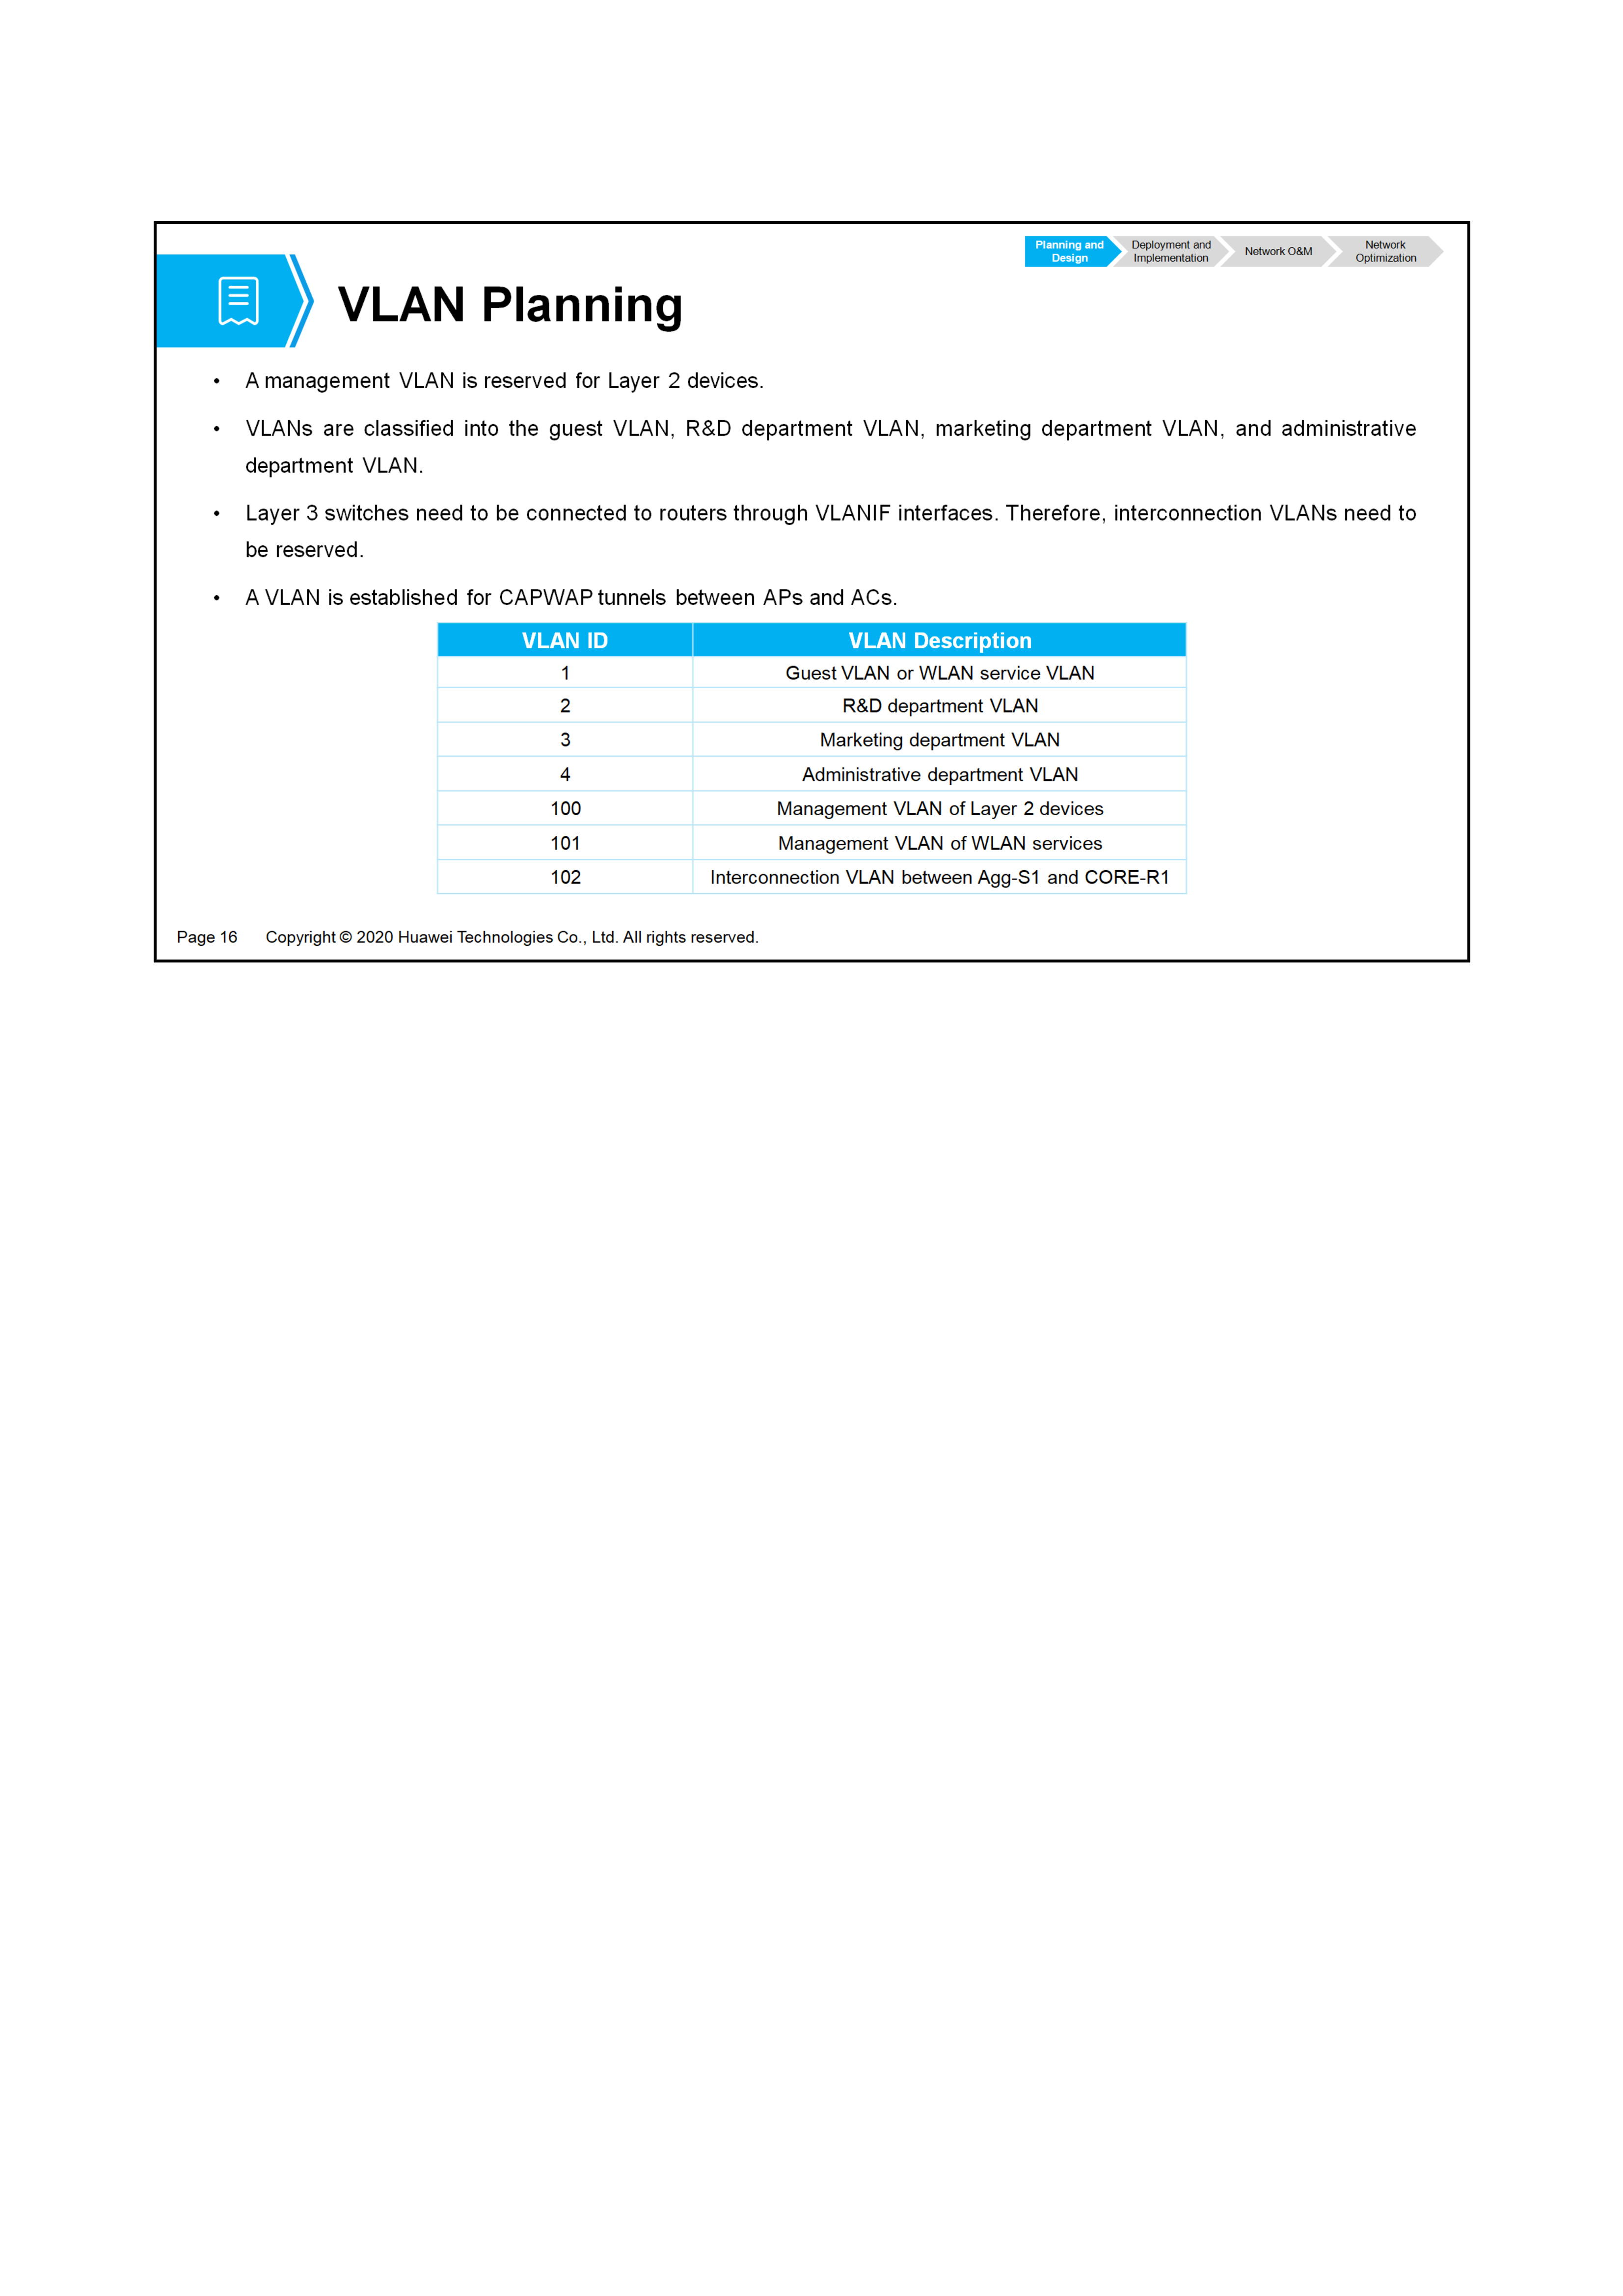 Planning and Design
Deployment and Implementation
Network O&M
Network Optimization
VLAN Planning
• A management VLAN is reserved for Layer 2 devices.
• VLANs are classified into the guest VLAN, R&D department VLAN, marketing department VLAN, and administrative
department VLAN.
• Layer 3 switches need to be connected to routers through VLANIF interfaces. Therefore, interconnection VLANs need to
be reserved.
• A VLAN is established for CAPWAP tunnels between APs and ACs.
VLAN ID VLAN Description
1 Guest VLAN or WLAN service VLAN
2 R&D department VLAN
3 Marketing department VLAN
4 Administrative department VLAN
100 Management VLAN of Layer 2 devices
101 Management VLAN of WLAN services
102 Interconnection VLAN between Agg-S1 and CORE-R1
Page 16 Copyright © 2020 Huawei Technologies Co., Ltd. All rights reserved.